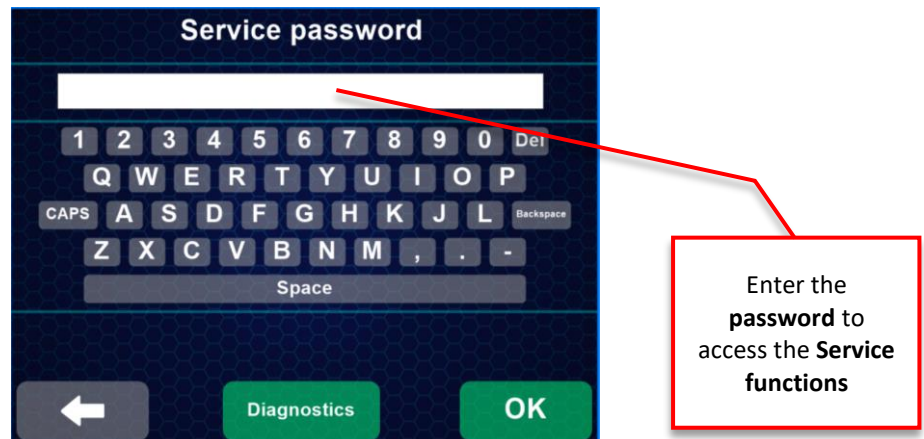 Service password
1 2 3 4 5 6 7 8 9 0 Del
Q W E R T Y U I O P
CAPS A S D F G H K J L Backspace
Z X C V B N M , . -
Space
Diagnostics OK
Enter the
password to
access the Service
functions